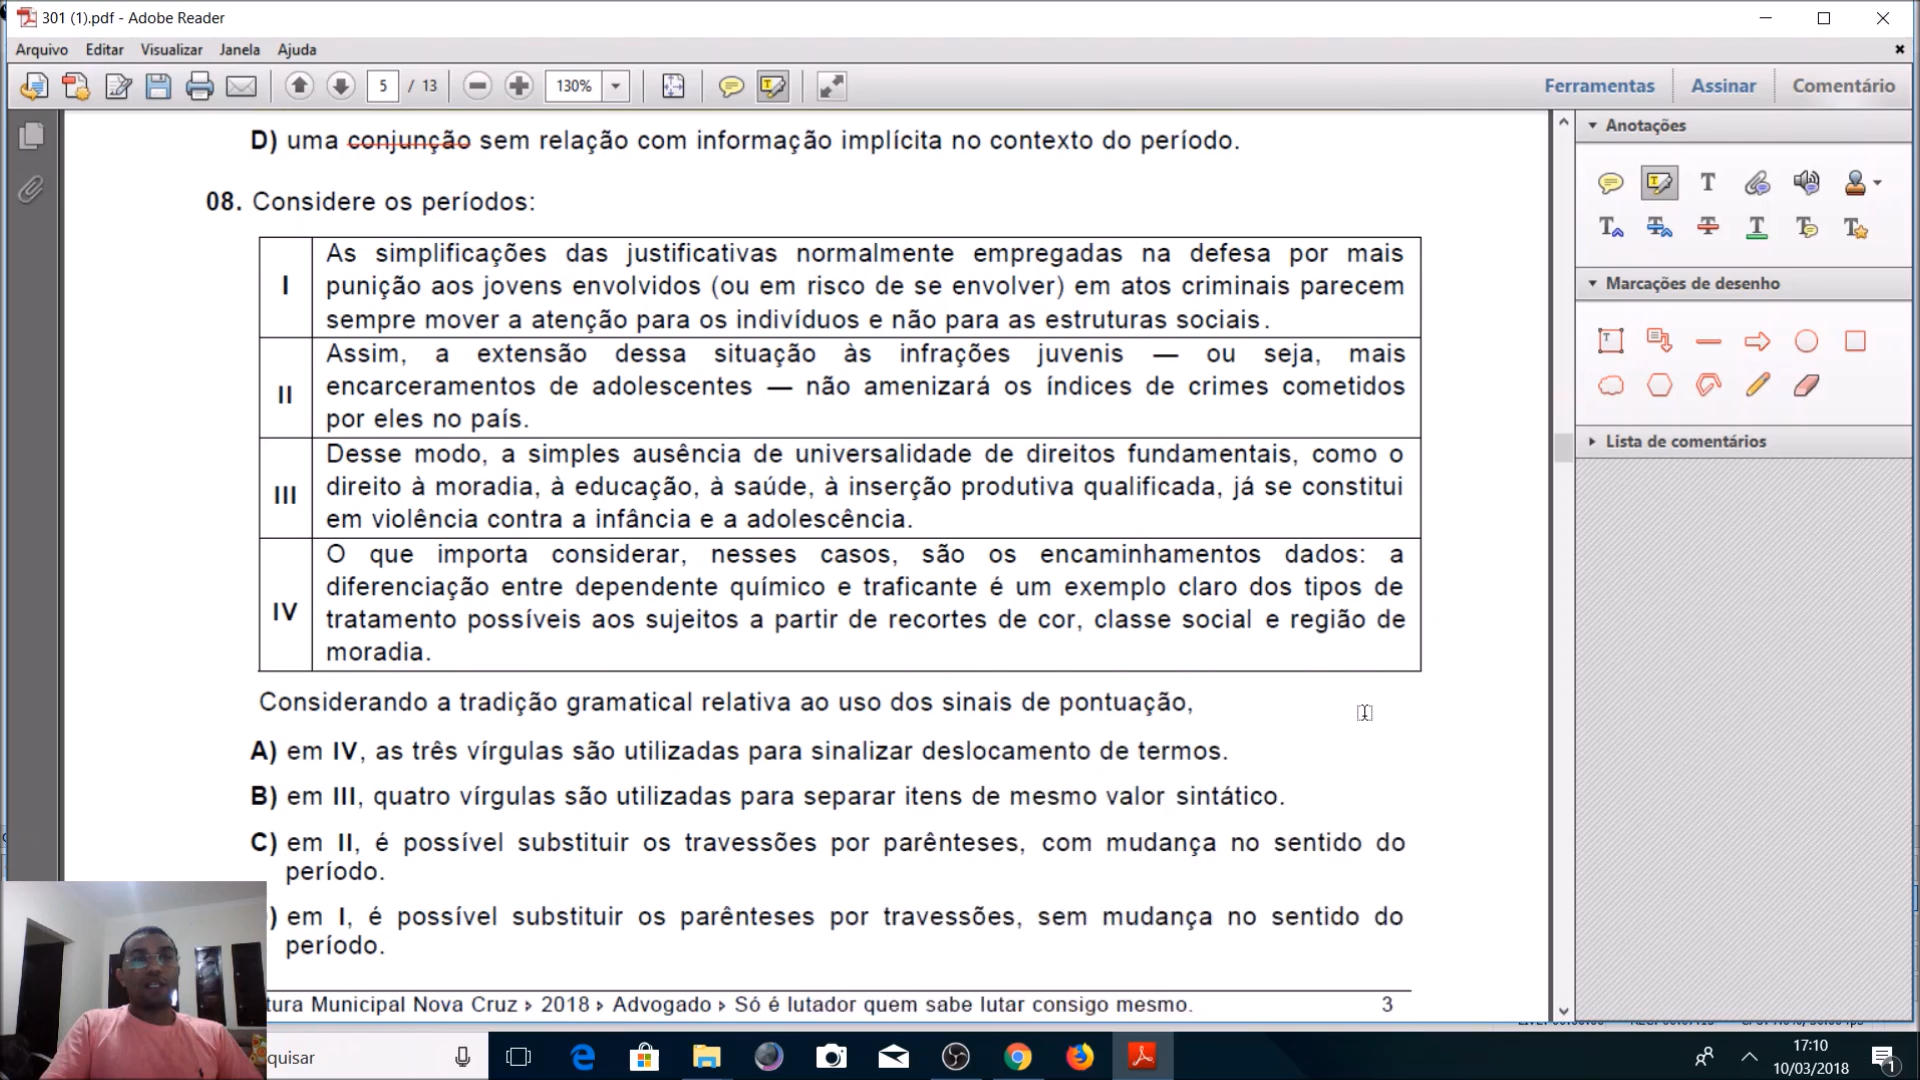 301 (1).pdf - Adobe Reader
Arquivo Editar Visualizar Janela Ajuda
5 / 13 130% Ferramentas Assinar Comentário
D) uma conjunção sem relação com informação implícita no contexto do período.
08. Considere os períodos:
I As simplificações das justificativas normalmente empregadas na defesa por mais
punição aos jovens envolvidos (ou em risco de se envolver) em atos criminais parecem
sempre mover a atenção para os indivíduos e não para as estruturas sociais.
II Assim, a extensão dessa situação às infrações juvenis — ou seja, mais
encarceramentos de adolescentes — não amenizará os índices de crimes cometidos
por eles no país.
III Desse modo, a simples ausência de universalidade de direitos fundamentais, como o
direito à moradia, à educação, à saúde, à inserção produtiva qualificada, já se constitui
em violência contra a infância e a adolescência.
IV O que importa considerar, nesses casos, são os encaminhamentos dados: a
diferenciação entre dependente químico e traficante é um exemplo claro dos tipos de
tratamento possíveis aos sujeitos a partir de recortes de cor, classe social e região de
moradia.
Considerando a tradição gramatical relativa ao uso dos sinais de pontuação,
A) em IV, as três vírgulas são utilizadas para sinalizar deslocamento de termos.
B) em III, quatro vírgulas são utilizadas para separar itens de mesmo valor sintático.
C) em II, é possível substituir os travessões por parênteses, com mudança no sentido do
período.
) em I, é possível substituir os parênteses por travessões, sem mudança no sentido do
período.
tura Municipal Nova Cruz › 2018 › Advogado › Só é lutador quem sabe lutar consigo mesmo. 3
Anotações
Marcações de desenho
Lista de comentários
quisar
17:10
10/03/2018
1